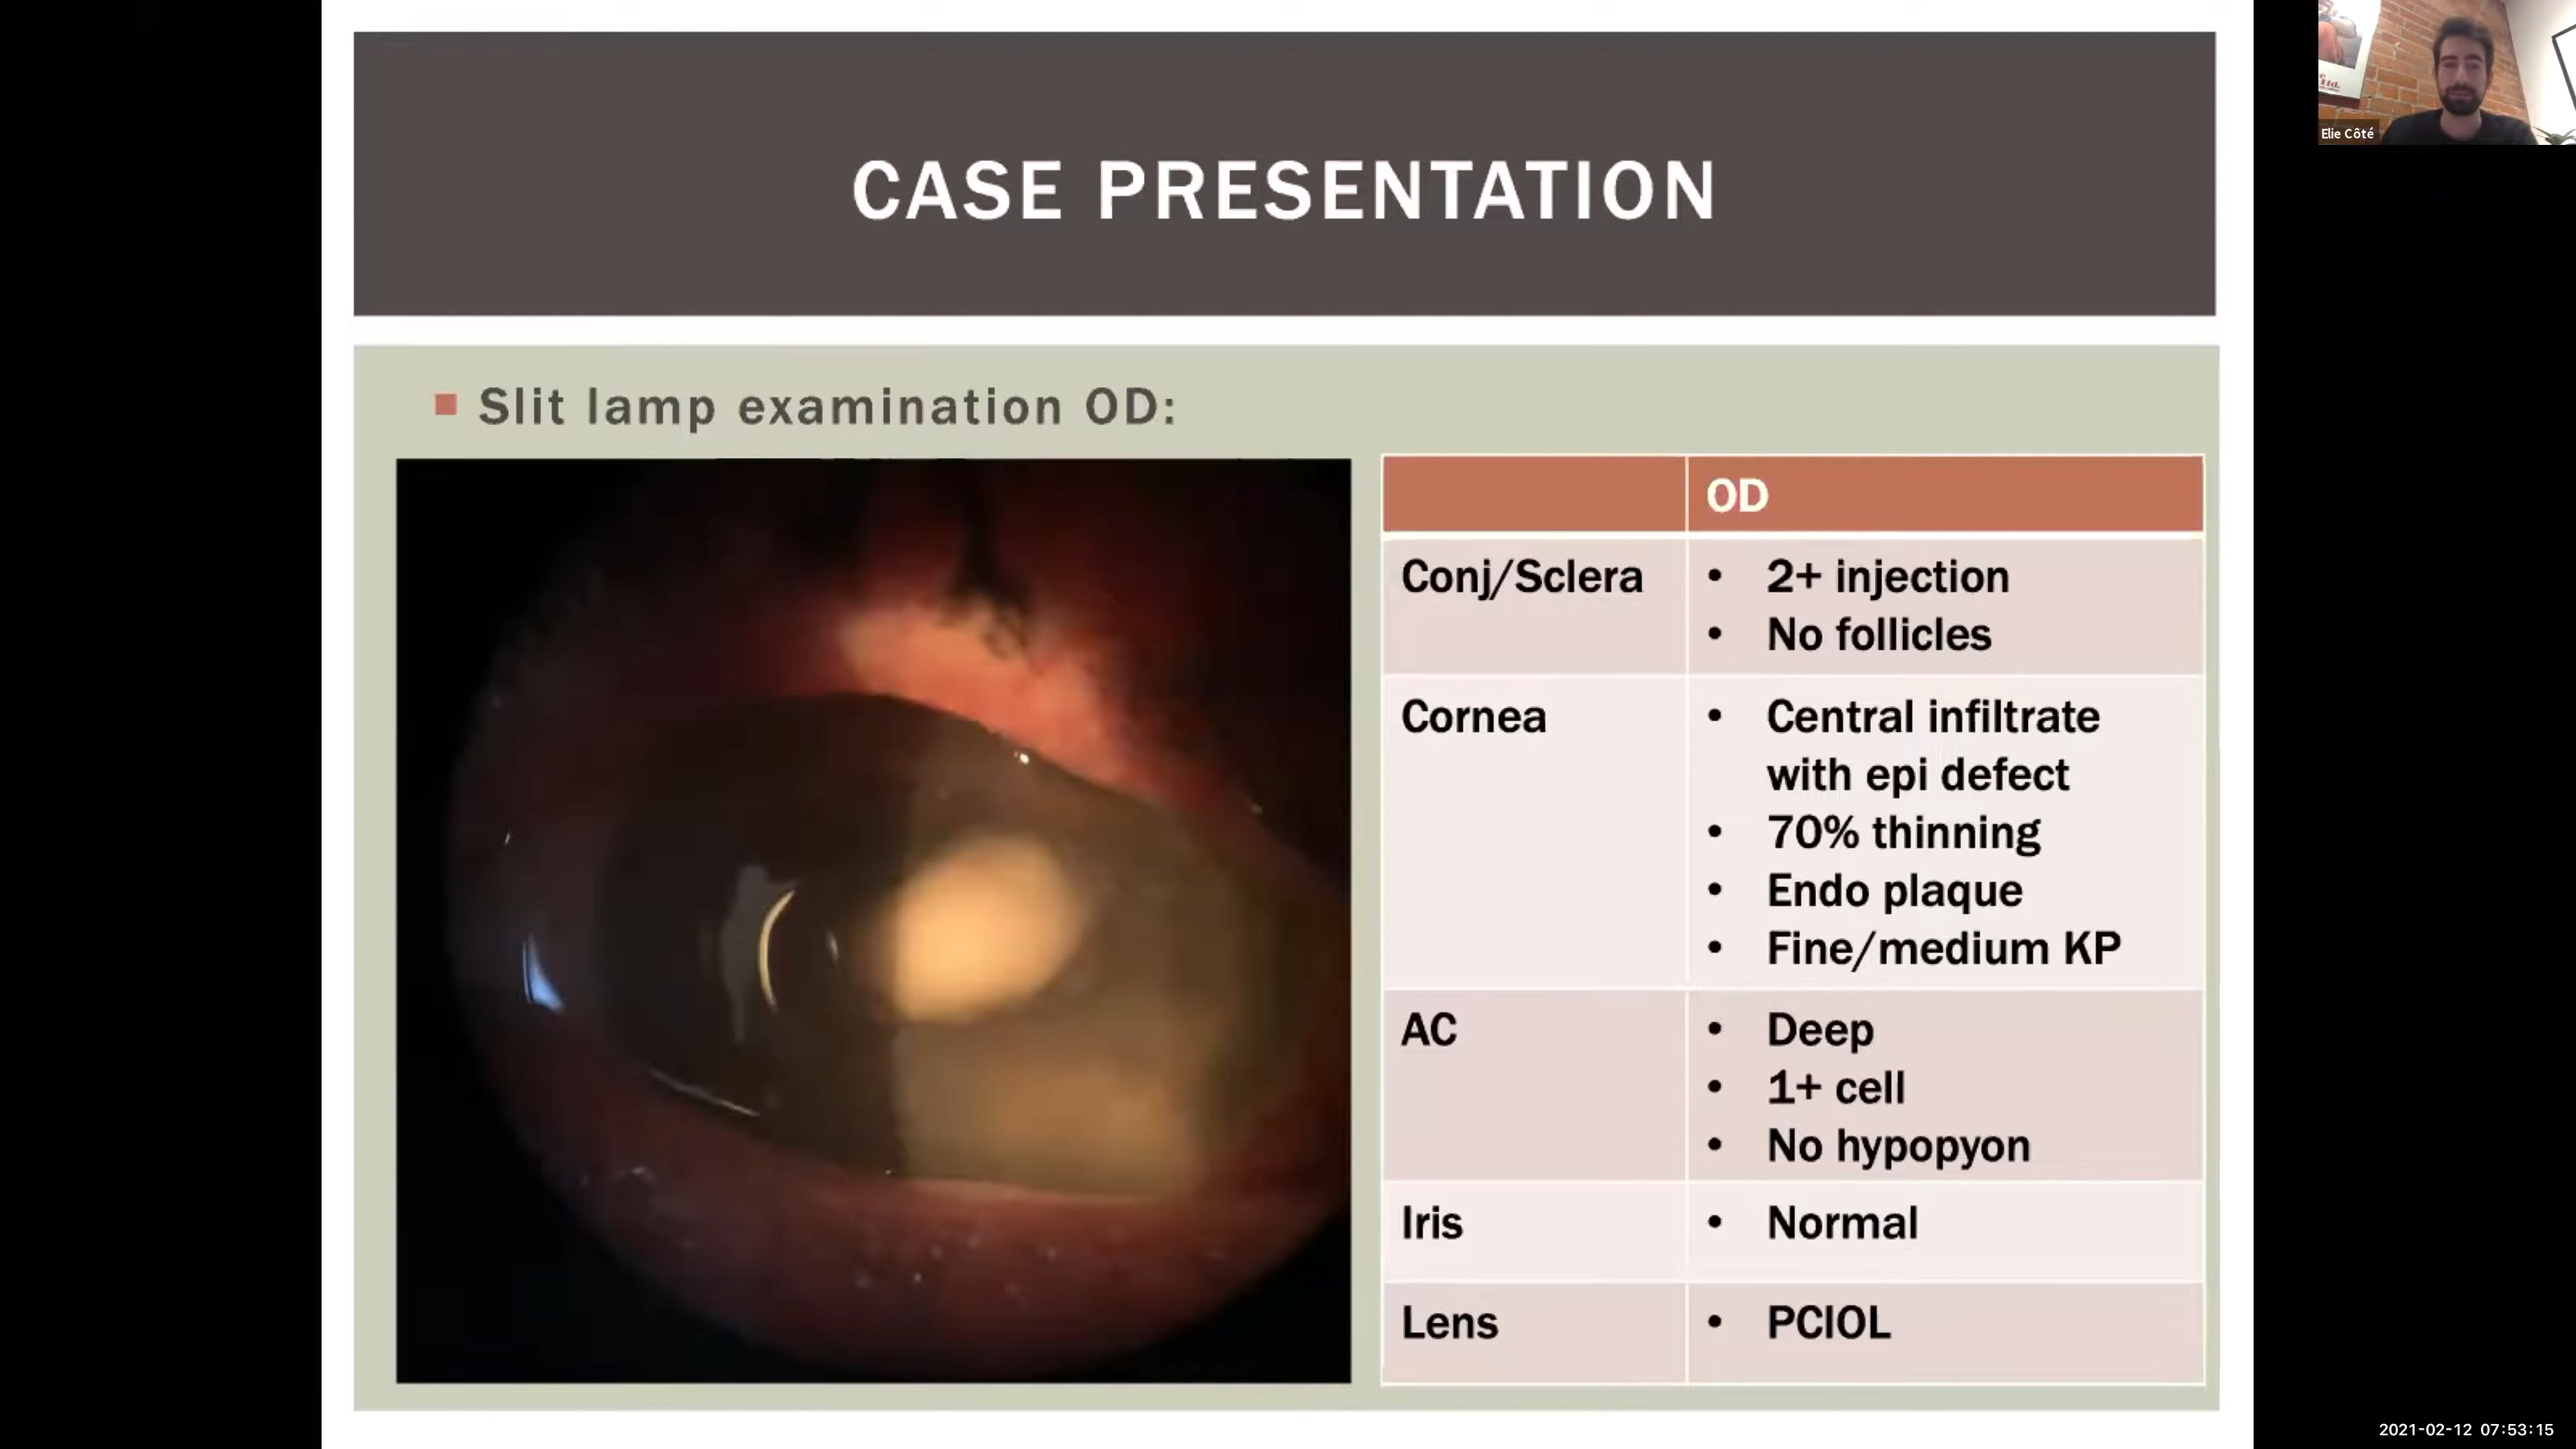 CASE PRESENTATION
Elie Côté
Slit lamp examination OD:
OD
Conj/Sclera
• 2+ injection
• No follicles
Cornea
• Central infiltrate
with epi defect
• 70% thinning
• Endo plaque
• Fine/medium KP
AC
• Deep
• 1+ cell
• No hypopyon
Iris
• Normal
Lens
• PCIOL
2021-02-12 07:53:15